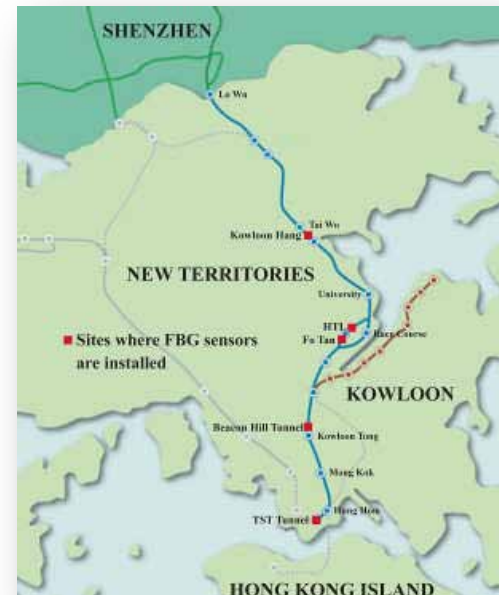 SHENZHEN
Lo Wu
Tai Wo
Kowloon Hang
NEW TERRITORIES
University
HTL
Fo Tan
Race Course
Sites where FBG sensors
are installed
KOWLOON
Beacon Hill Tunnel
Kowloon Tong
Mong Kok
Hung Hom
TST Tunnel
HONG KONG ISLAND